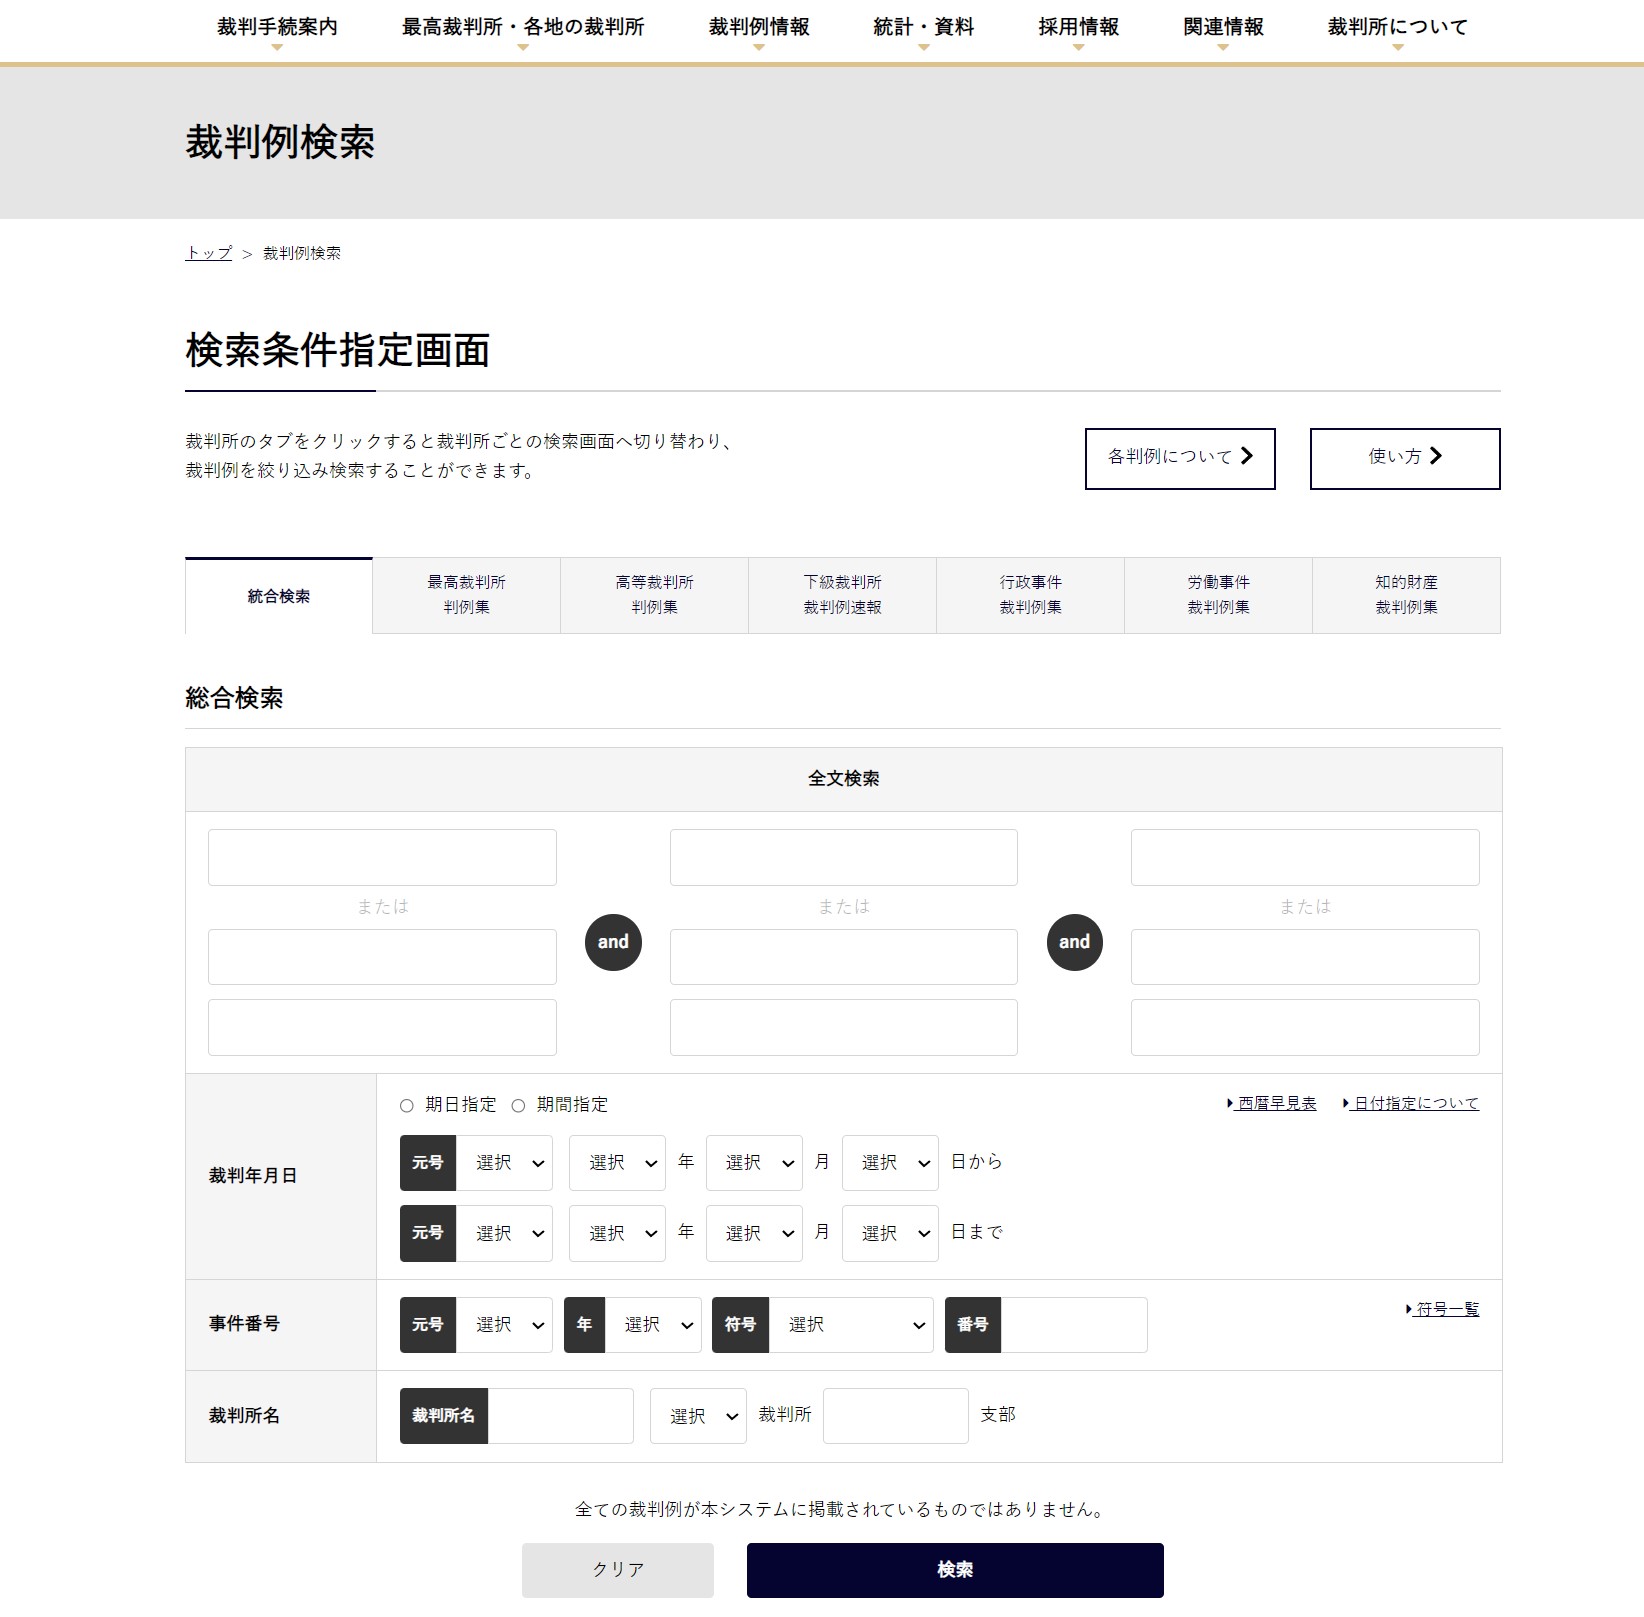 裁判手続案内 最高裁判所・各地の裁判所 裁判例情報 統計・資料 採用情報 関連情報 裁判所について
裁判例検索
トップ > 裁判例検索
検索条件指定画面
裁判所のタブをクリックすると裁判所ごとの検索画面へ切り替わり、
裁判例を絞り込み検索することができます。
各判例について 使い方
統合検索
最高裁判所
判例集
高等裁判所
判例集
下級裁判所
裁判例速報
行政事件
裁判例集
労働事件
裁判例集
知的財産
裁判例集
総合検索
全文検索
または または または
and and
裁判年月日
期日指定 期間指定 西暦早見表 日付指定について
元号 選択 選択 年 選択 月 選択 日から
元号 選択 選択 年 選択 月 選択 日まで
事件番号 元号 選択 年 選択 符号 選択 番号 符号一覧
裁判所名 裁判所名 選択 裁判所 支部
全ての裁判例が本システムに掲載されているものではありません。
クリア 検索